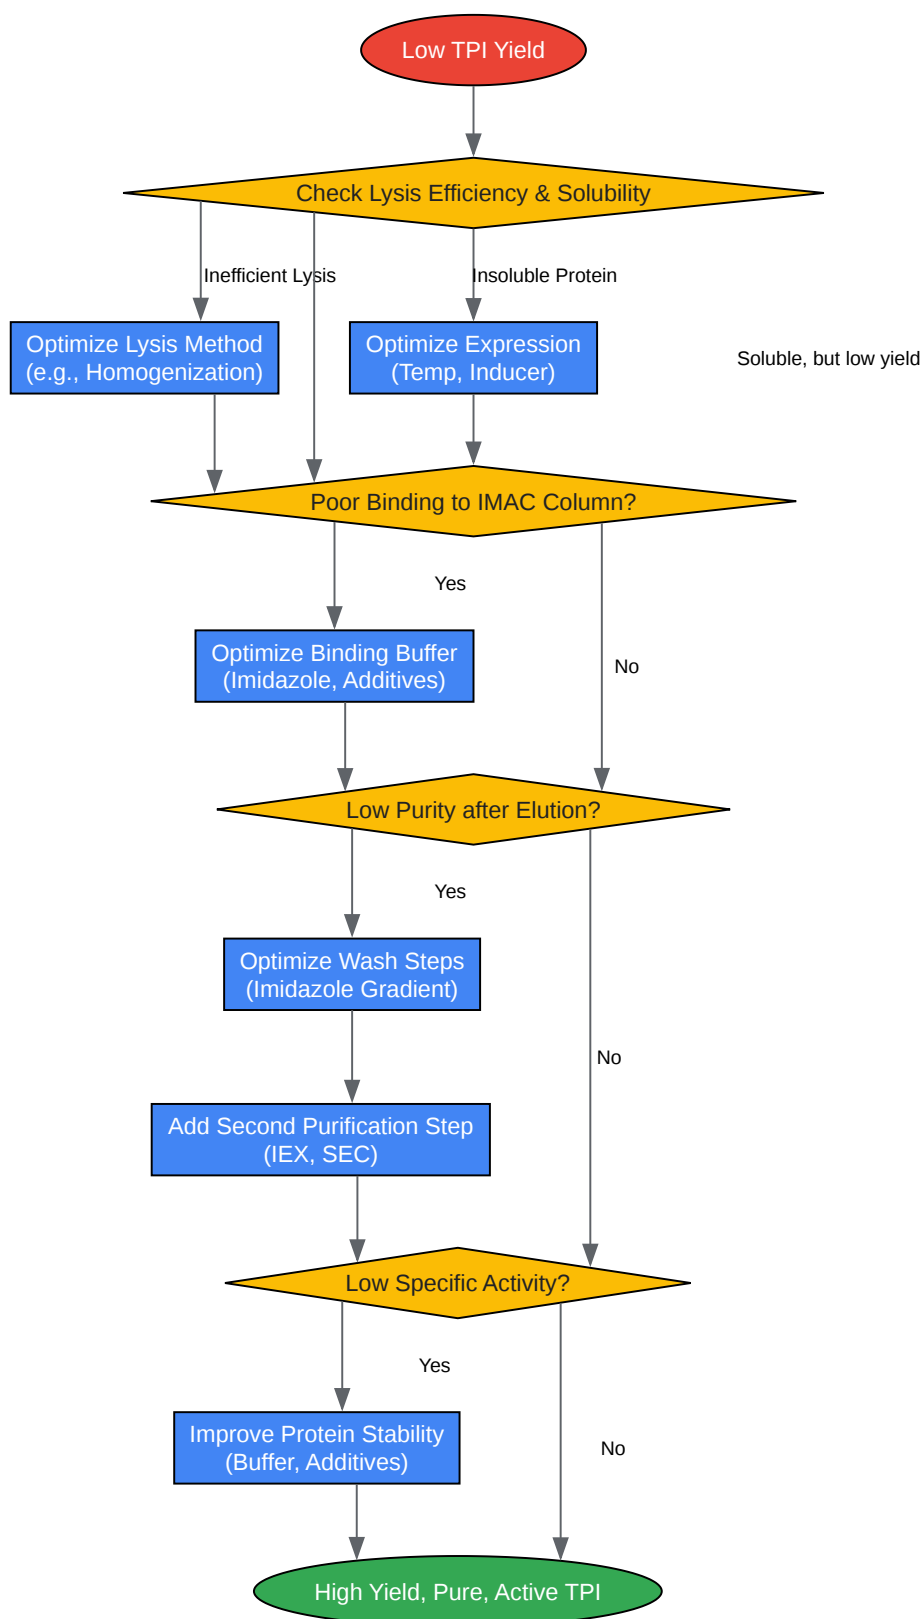 Low TPI Yield
Check Lysis Efficiency & Solubility
Inefficient Lysis
Insoluble Protein
Optimize Lysis Method
(e.g., Homogenization)
Optimize Expression
(Temp, Inducer)
Soluble, but low yield
Poor Binding to IMAC Column?
Yes
Optimize Binding Buffer
(Imidazole, Additives)
No
Low Purity after Elution?
Yes
Optimize Wash Steps
(Imidazole Gradient)
No
Add Second Purification Step
(IEX, SEC)
Low Specific Activity?
Yes
Improve Protein Stability
(Buffer, Additives)
No
High Yield, Pure, Active TPI